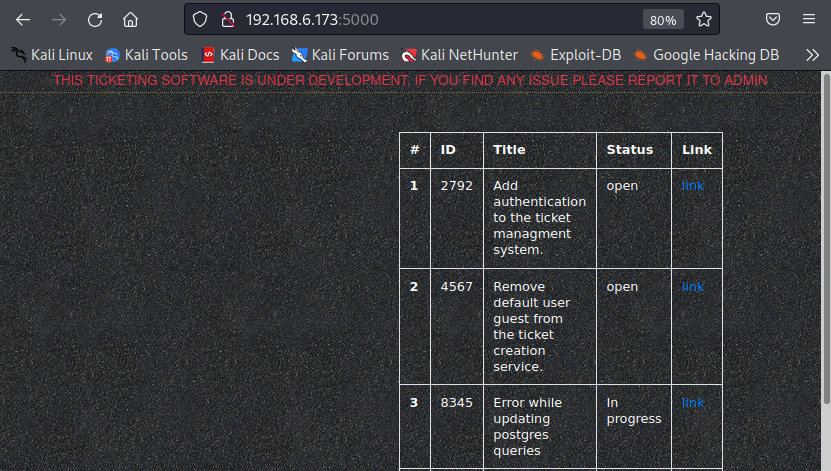 192.168.6.173:5000 80%
Kali Linux Kali Tools Kali Docs Kali Forums Kali NetHunter Exploit-DB Google Hacking DB
THIS TICKETING SOFTWARE IS UNDER DEVELOPMENT, IF YOU FIND ANY ISSUE PLEASE REPORT IT TO ADMIN
# ID Title Status Link
1 2792 Add open link
authentication
to the ticket
managment
system.
2 4567 Remove open link
default user
guest from
the ticket
creation
service.
3 8345 Error while In link
updating progress
postgres
queries